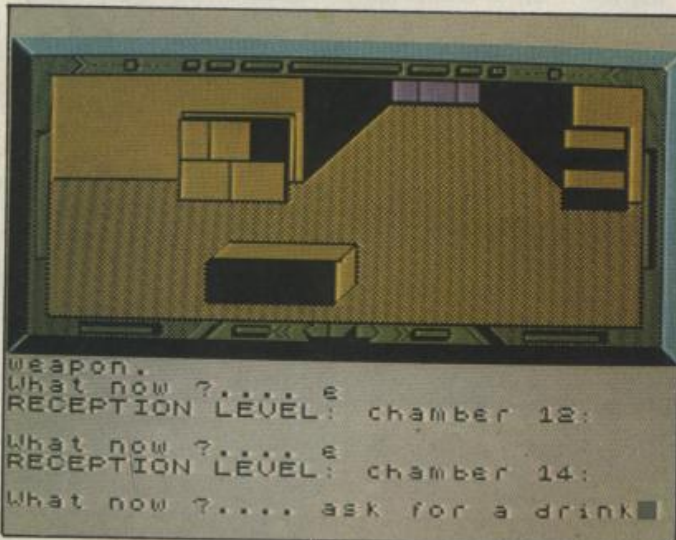 weapon.
What now ?.... e
RECEPTION LEVEL: chamber 12:
What now ?.... e
RECEPTION LEVEL: chamber 14:
What now ?.... ask for a drink